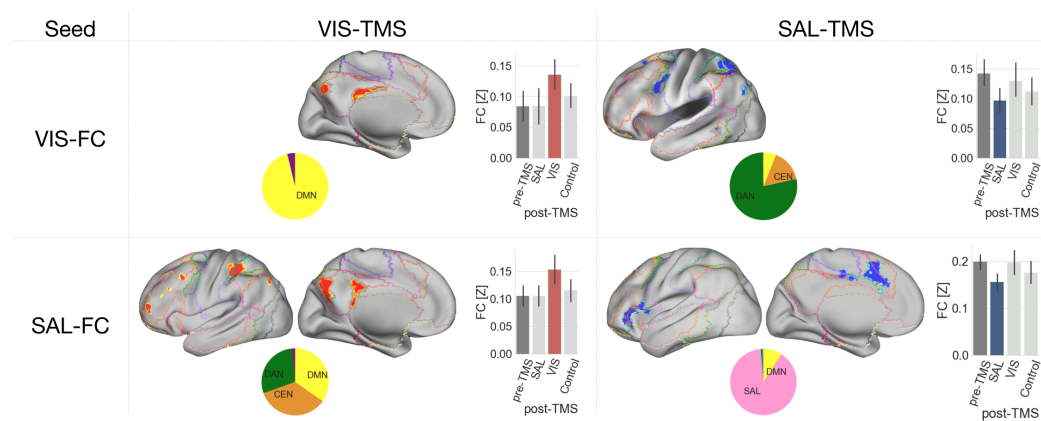 Seed VIS-TMS SAL-TMS
VIS-FC
DMN
FC [Z]
0.15
0.10
0.05
0.00
pre-TMS
SAL
VIS
Control
post-TMS
DAN
CEN
FC [Z]
0.15
0.10
0.05
0.00
pre-TMS
SAL
VIS
Control
post-TMS
SAL-FC
DAN
DMN
CEN
FC [Z]
0.15
0.10
0.05
0.00
pre-TMS
SAL
VIS
Control
post-TMS
DMN
SAL
FC [Z]
0.2
0.1
0.0
pre-TMS
SAL
VIS
Control
post-TMS